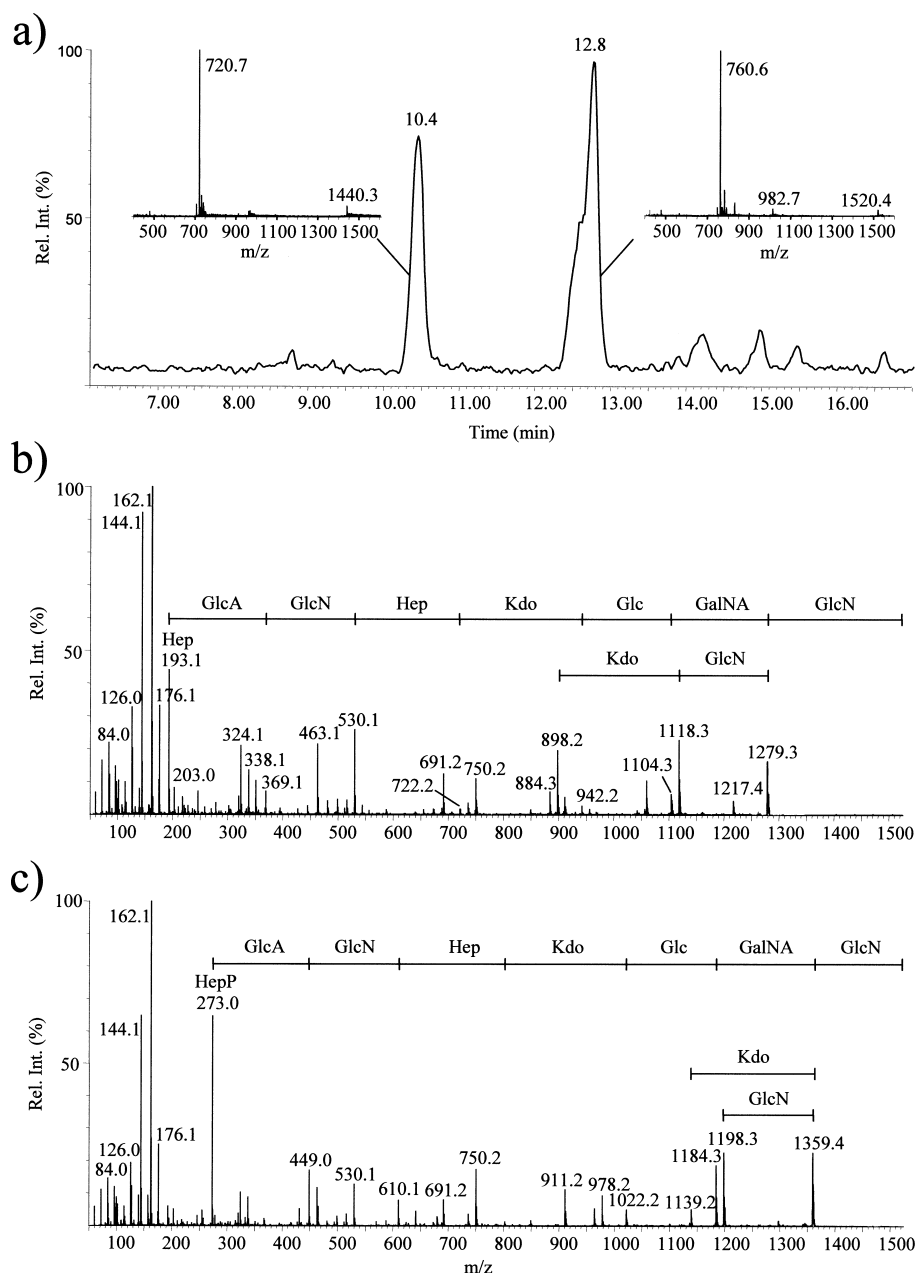 a)
100
50
Rel. Int. (%)
720.7
1440.3
500 700 900 1100 1300 1500
m/z
10.4
12.8
760.6
982.7
1520.4
500 700 900 1100 1300 1500
m/z
7.00 8.00 9.00 10.00 11.00 12.00 13.00 14.00 15.00 16.00
Time (min)
b)
100
50
Rel. Int. (%)
162.1
144.1
GlcA GlcN Hep Kdo Glc GalNA GlcN
Hep
193.1
Kdo GlcN
126.0
176.1
84.0
203.0
324.1
338.1
369.1
463.1
530.1
691.2
722.2
750.2
884.3
898.2
942.2
1104.3
1118.3
1217.4
1279.3
100 200 300 400 500 600 700 800 900 1000 1100 1200 1300 1400 1500
c)
100
50
Rel. Int. (%)
162.1
GlcA GlcN Hep Kdo Glc GalNA GlcN
HepP
273.0
144.1
Kdo
GlcN
126.0
176.1
84.0
449.0
530.1
610.1
691.2
750.2
911.2
978.2
1022.2
1139.2
1184.3
1198.3
1359.4
100 200 300 400 500 600 700 800 900 1000 1100 1200 1300 1400 1500
m/z